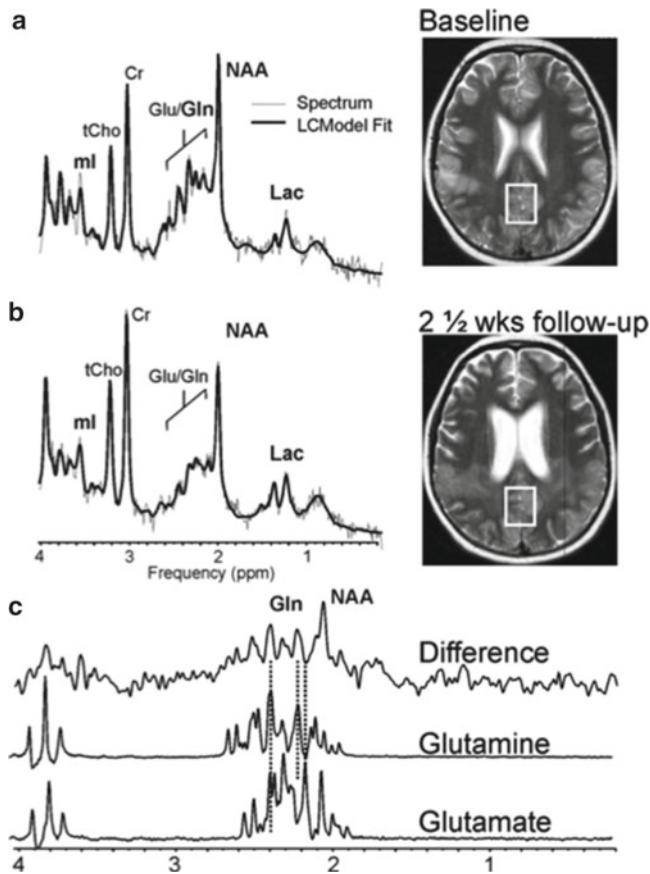 a
Baseline
Cr
NAA
Glu/Gln
Spectrum
LCModel Fit
tCho
mI
Lac
b
2 ½ wks follow-up
Cr
NAA
tCho
Glu/Gln
mI
Lac
4 3 2 1
Frequency (ppm)
c
Gln
NAA
Difference
Glutamine
Glutamate
4 3 2 1